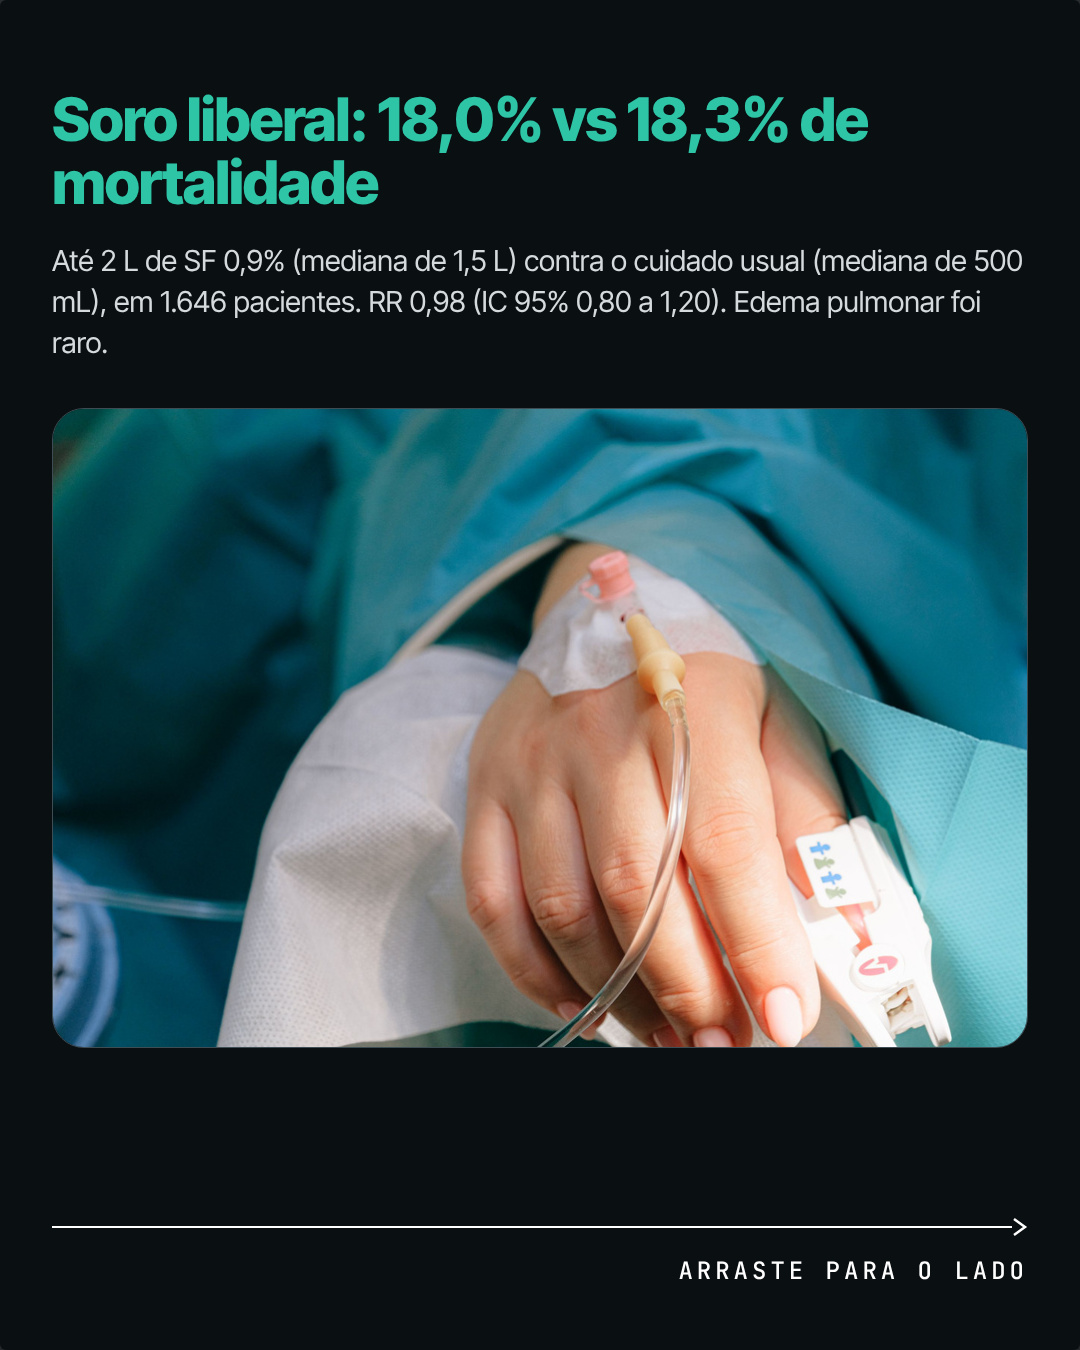 Soro liberal: 18,0% vs 18,3% de
mortalidade
Até 2 L de SF 0,9% (mediana de 1,5 L) contra o cuidado usual (mediana de 500
mL), em 1.646 pacientes. RR 0,98 (IC 95% 0,80 a 1,20). Edema pulmonar foi
raro.
ARRASTE PARA O LADO